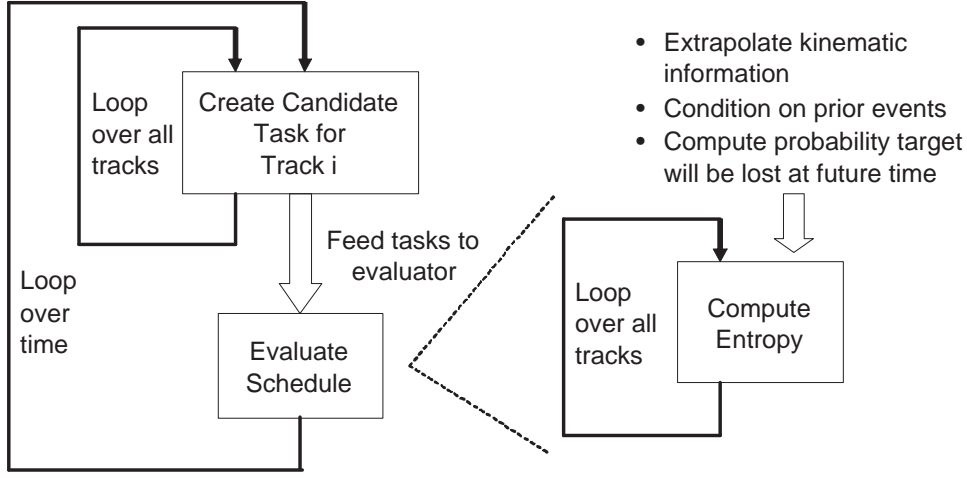 Loop
over all
tracks
Create Candidate
Task for
Track i
Feed tasks to
evaluator
Loop
over
time
Evaluate
Schedule
• Extrapolate kinematic
information
• Condition on prior events
• Compute probability target
will be lost at future time
Loop
over all
tracks
Compute
Entropy